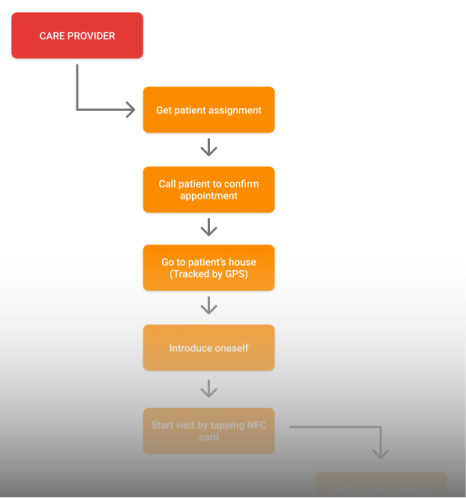 CARE PROVIDER
Get patient assignment
Call patient to confirm
appointment
Go to patient's house
(Tracked by GPS)
Introduce oneself
Start visit by tapping NFC
card